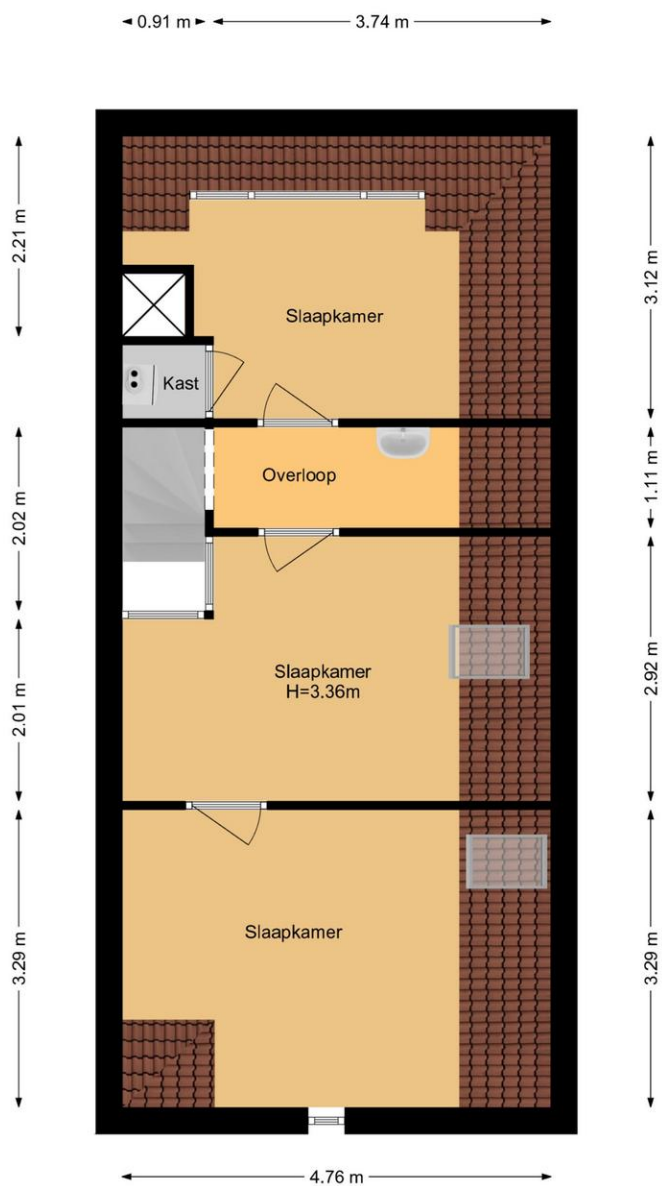 0.91 m
3.74 m
2.21 m
3.12 m
Slaapkamer
Kast
2.02 m
1.11 m
Overloop
2.01 m
2.92 m
Slaapkamer
H=3.36m
3.29 m
3.29 m
Slaapkamer
4.76 m